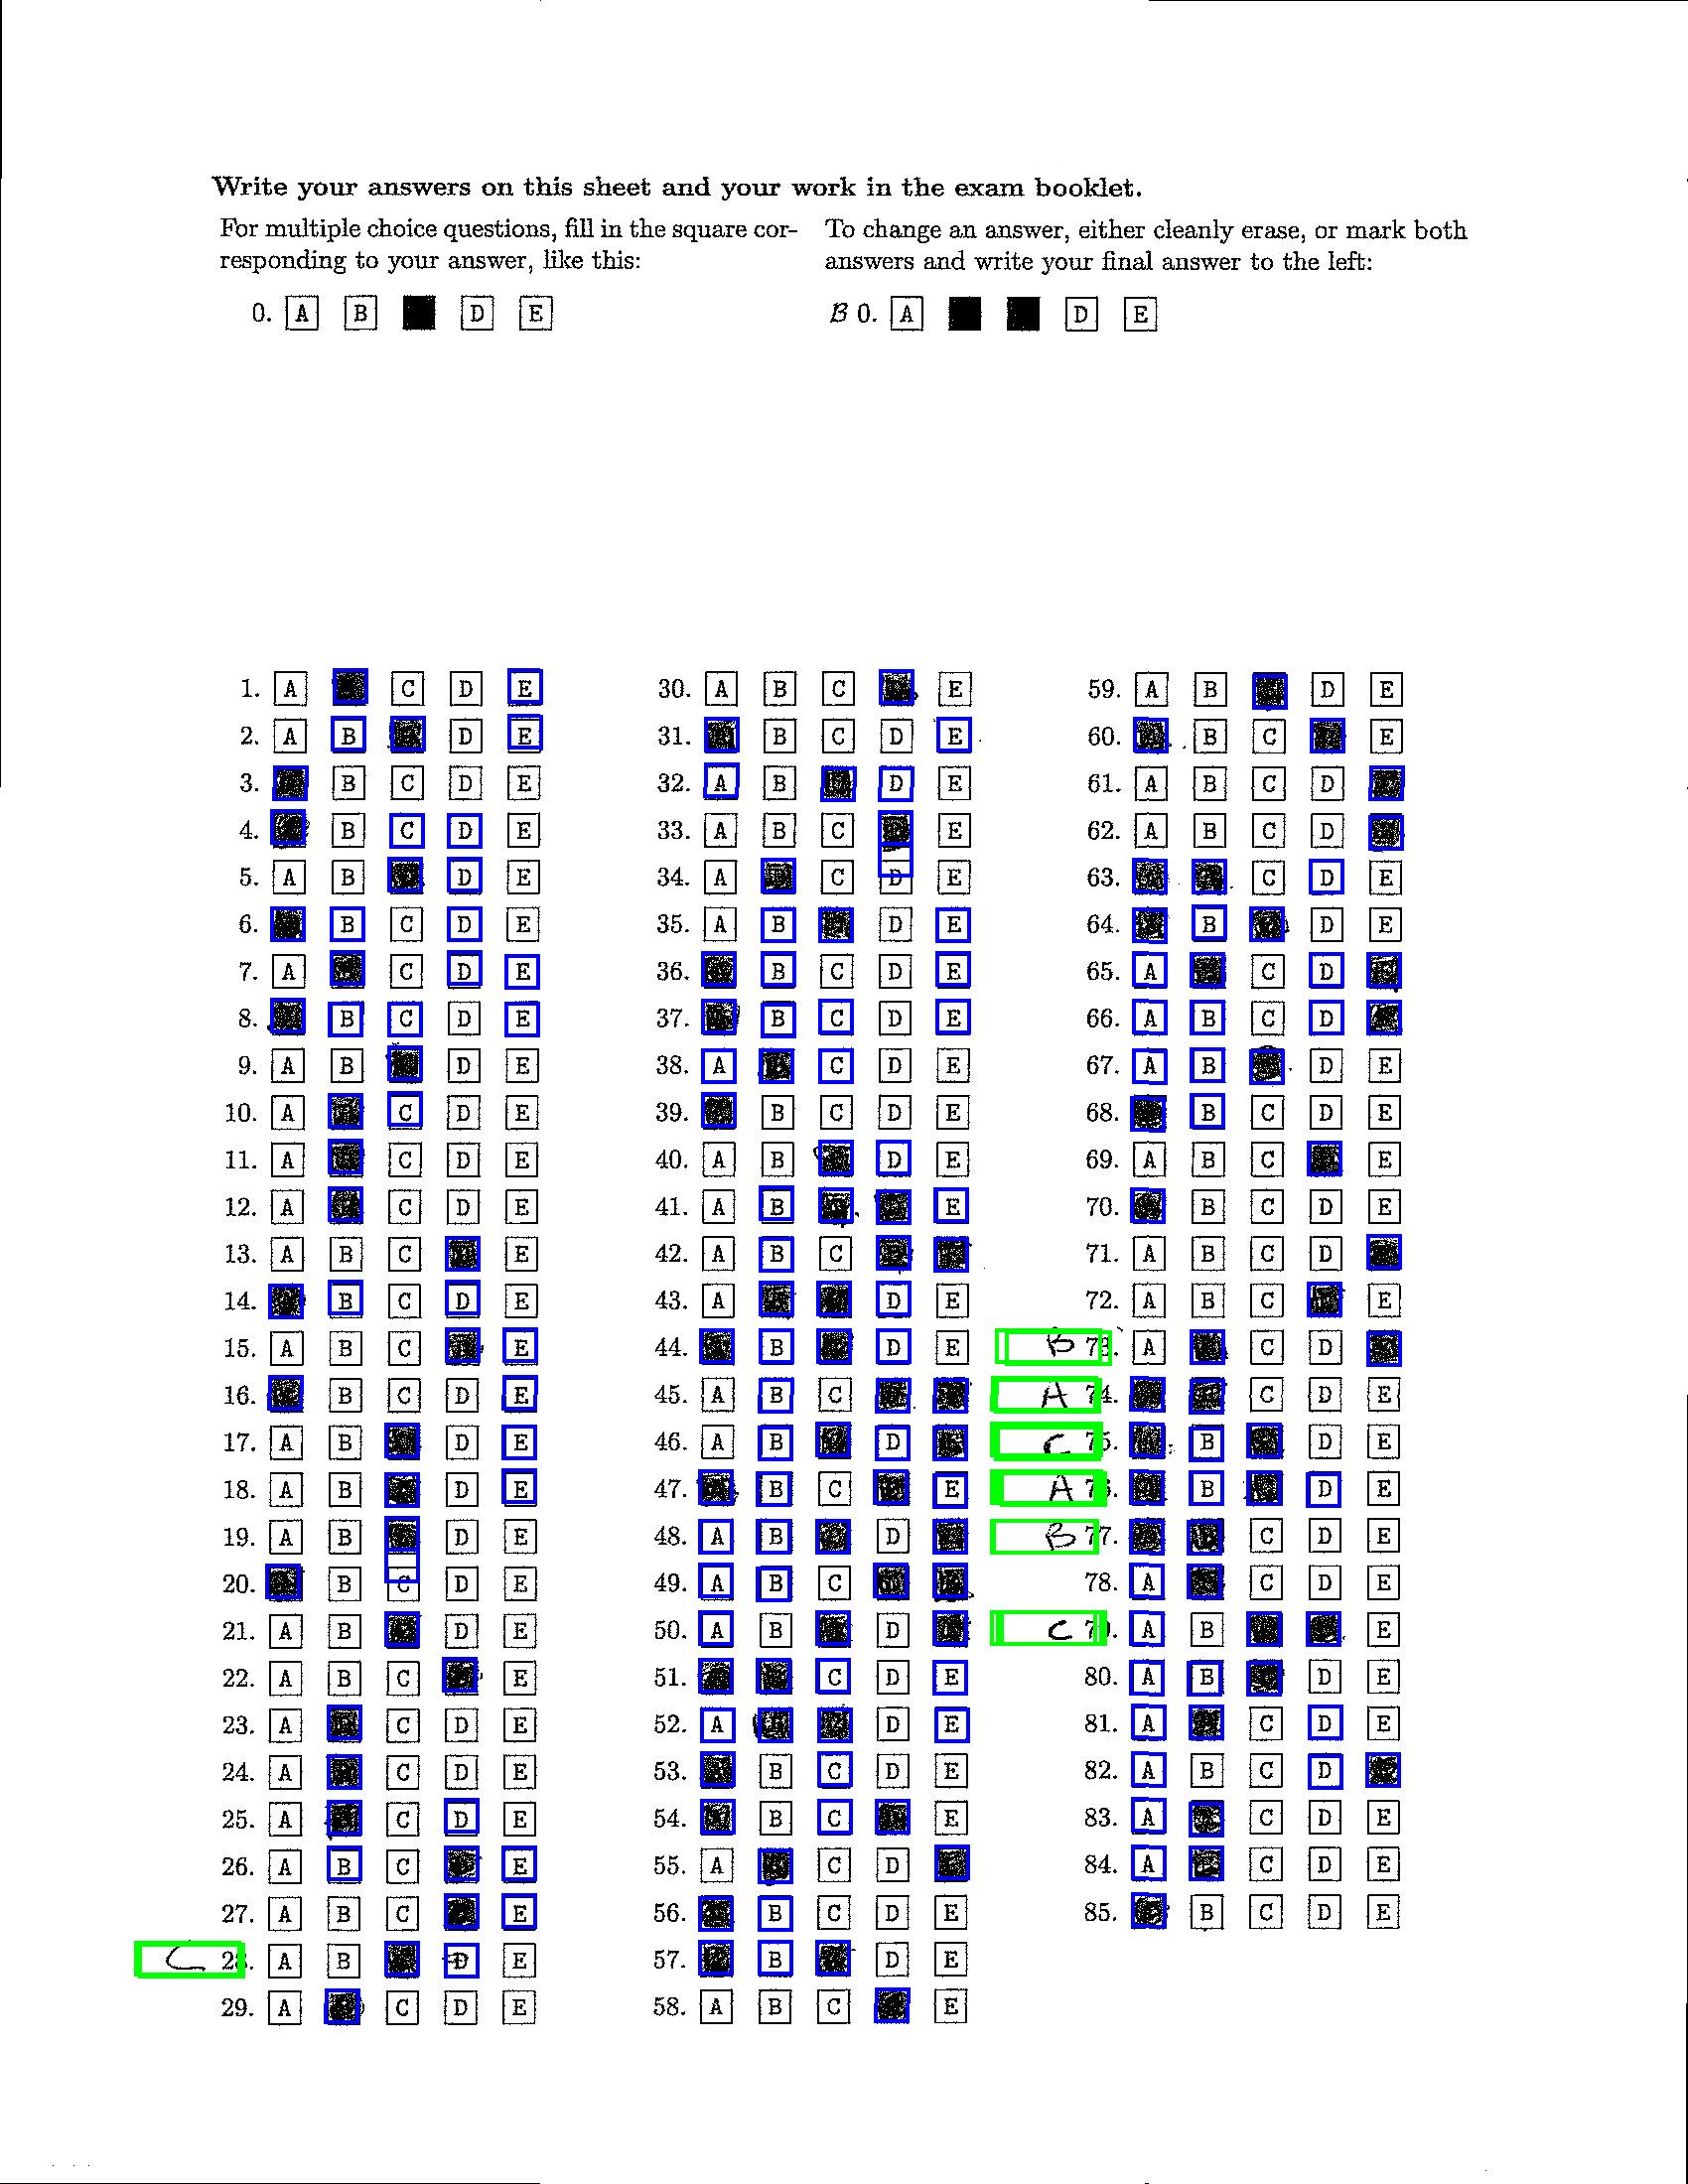 Write your answers on this sheet and your work in the exam booklet.
For multiple choice questions, fill in the square cor-
responding to your answer, like this:
0. A B D E
To change an answer, either cleanly erase, or mark both
answers and write your final answer to the left:
B 0. A D E
1. A C D E
2. A B D E
3. B C D E
4. B C D E
5. A B D E
6. B C D E
7. A C D E
8. B C D E
9. A B D E
10. A C D E
11. A C D E
12. A C D E
13. A B C E
14. B C D E
15. A B C E
16. B C D E
17. A B D E
18. A B D E
19. A B D E
20. B C D E
21. A B D E
22. A B C E
23. A C D E
24. A C D E
25. A C D E
26. A B C E
27. A B C E
C 28. A B D E
29. A C D E
30. A B C E
31. B C D E
32. A B D E
33. A B C E
34. A C D E
35. A B D E
36. B C D E
37. B C D E
38. A C D E
39. B C D E
40. A B D E
41. A B E
42. A B C
43. A D E
44. B D E
45. A B C
46. A B D
47. B C E
48. A B D
49. A B C
50. A B D
51. C D E
52. A D E
53. B C D E
54. B C E
55. A C D
56. B C D E
57. B D E
58. A B C E
59. A B D E
60. B C E
61. A B C D
62. A B C D
63. C D E
64. B D E
65. A C D
66. A B C D
67. A B D E
68. B C D E
69. A B C E
70. B C D E
71. A B C D
72. A B C E
B 73. A C D
A 74. C D E
C 75. B D E
A 76. B D E
B 77. C D E
78. A C D E
C 79. A B E
80. A B D E
81. A C D E
82. A B C D
83. A C D E
84. A C D E
85. B C D E